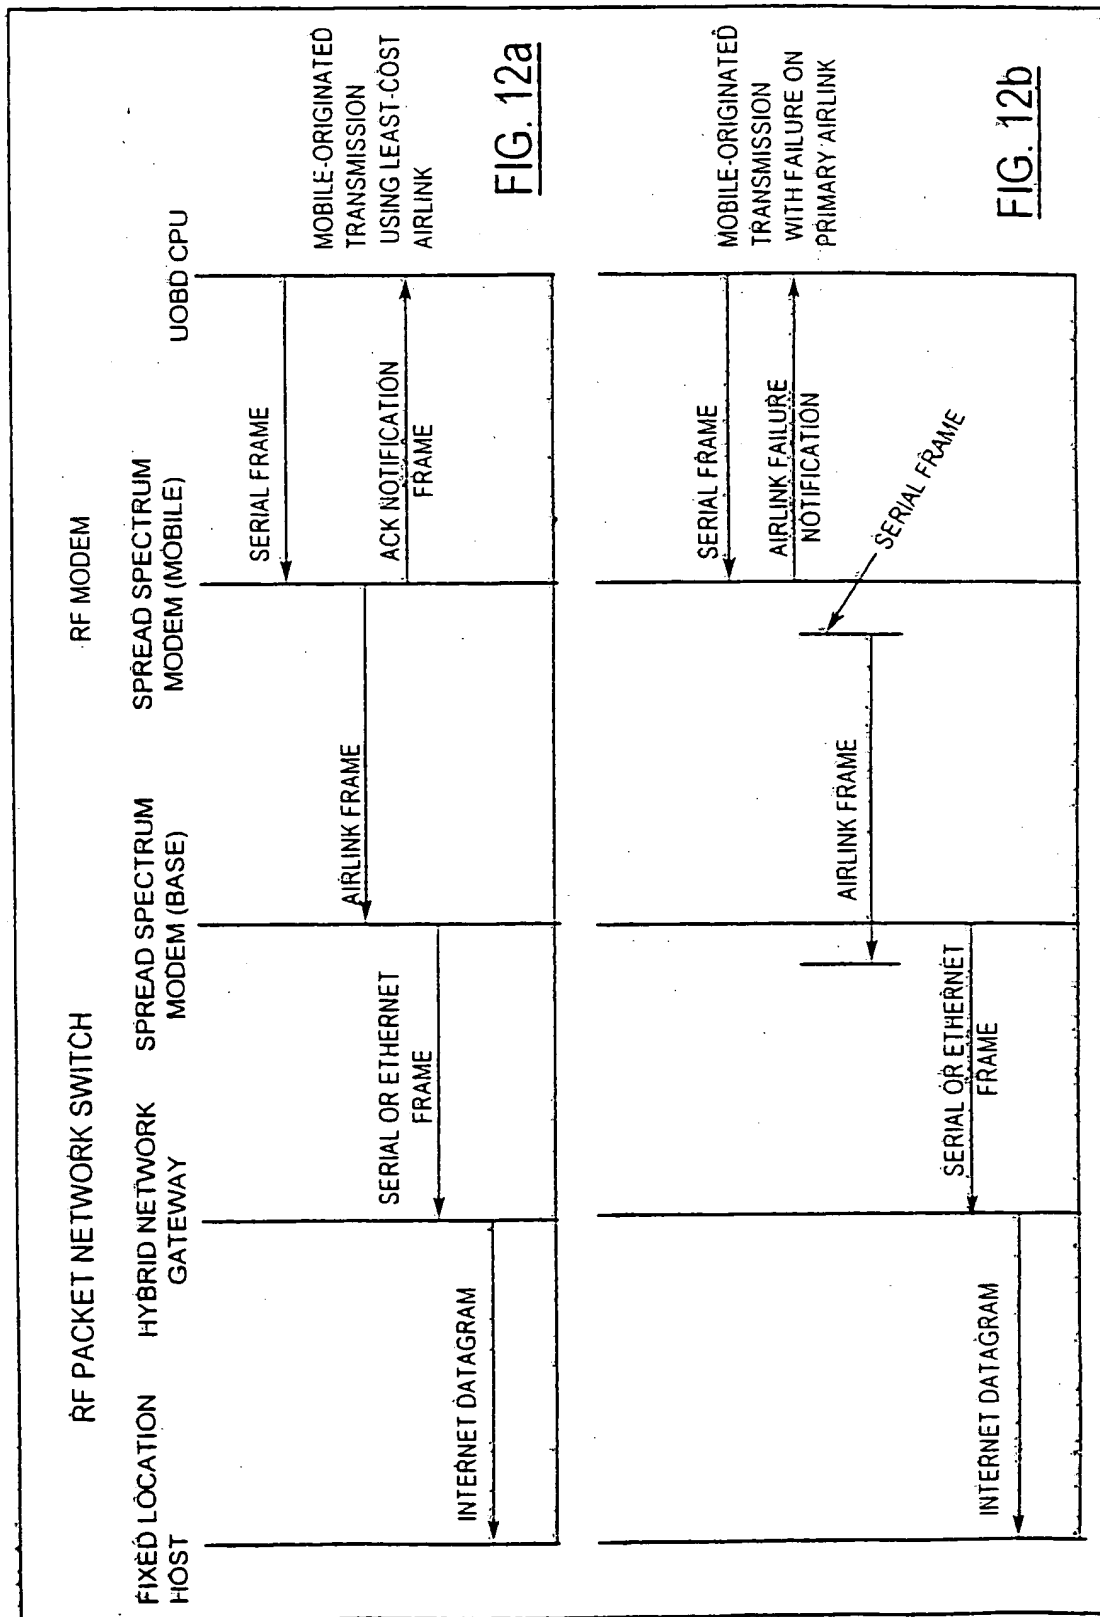 RF PACKET NETWORK SWITCH
RF MODEM
FIXED LOCATION
HOST
HYBRID NETWORK
GATEWAY
SPREAD SPECTRUM
MODEM (BASE)
SPREAD SPECTRUM
MODEM (MOBILE)
UOBD CPU
SERIAL FRAME
ACK NOTIFICATION
FRAME
AIRLINK FRAME
SERIAL OR ETHERNET
FRAME
INTERNET DATAGRAM
MOBILE-ORIGINATED
TRANSMISSION
USING LEAST-COST
AIRLINK
FIG. 12a
SERIAL FRAME
AIRLINK FAILURE
NOTIFICATION
SERIAL FRAME
AIRLINK FRAME
SERIAL OR ETHERNET
FRAME
INTERNET DATAGRAM
MOBILE-ORIGINATED
TRANSMISSION
WITH FAILURE ON
PRIMARY AIRLINK
FIG. 12b